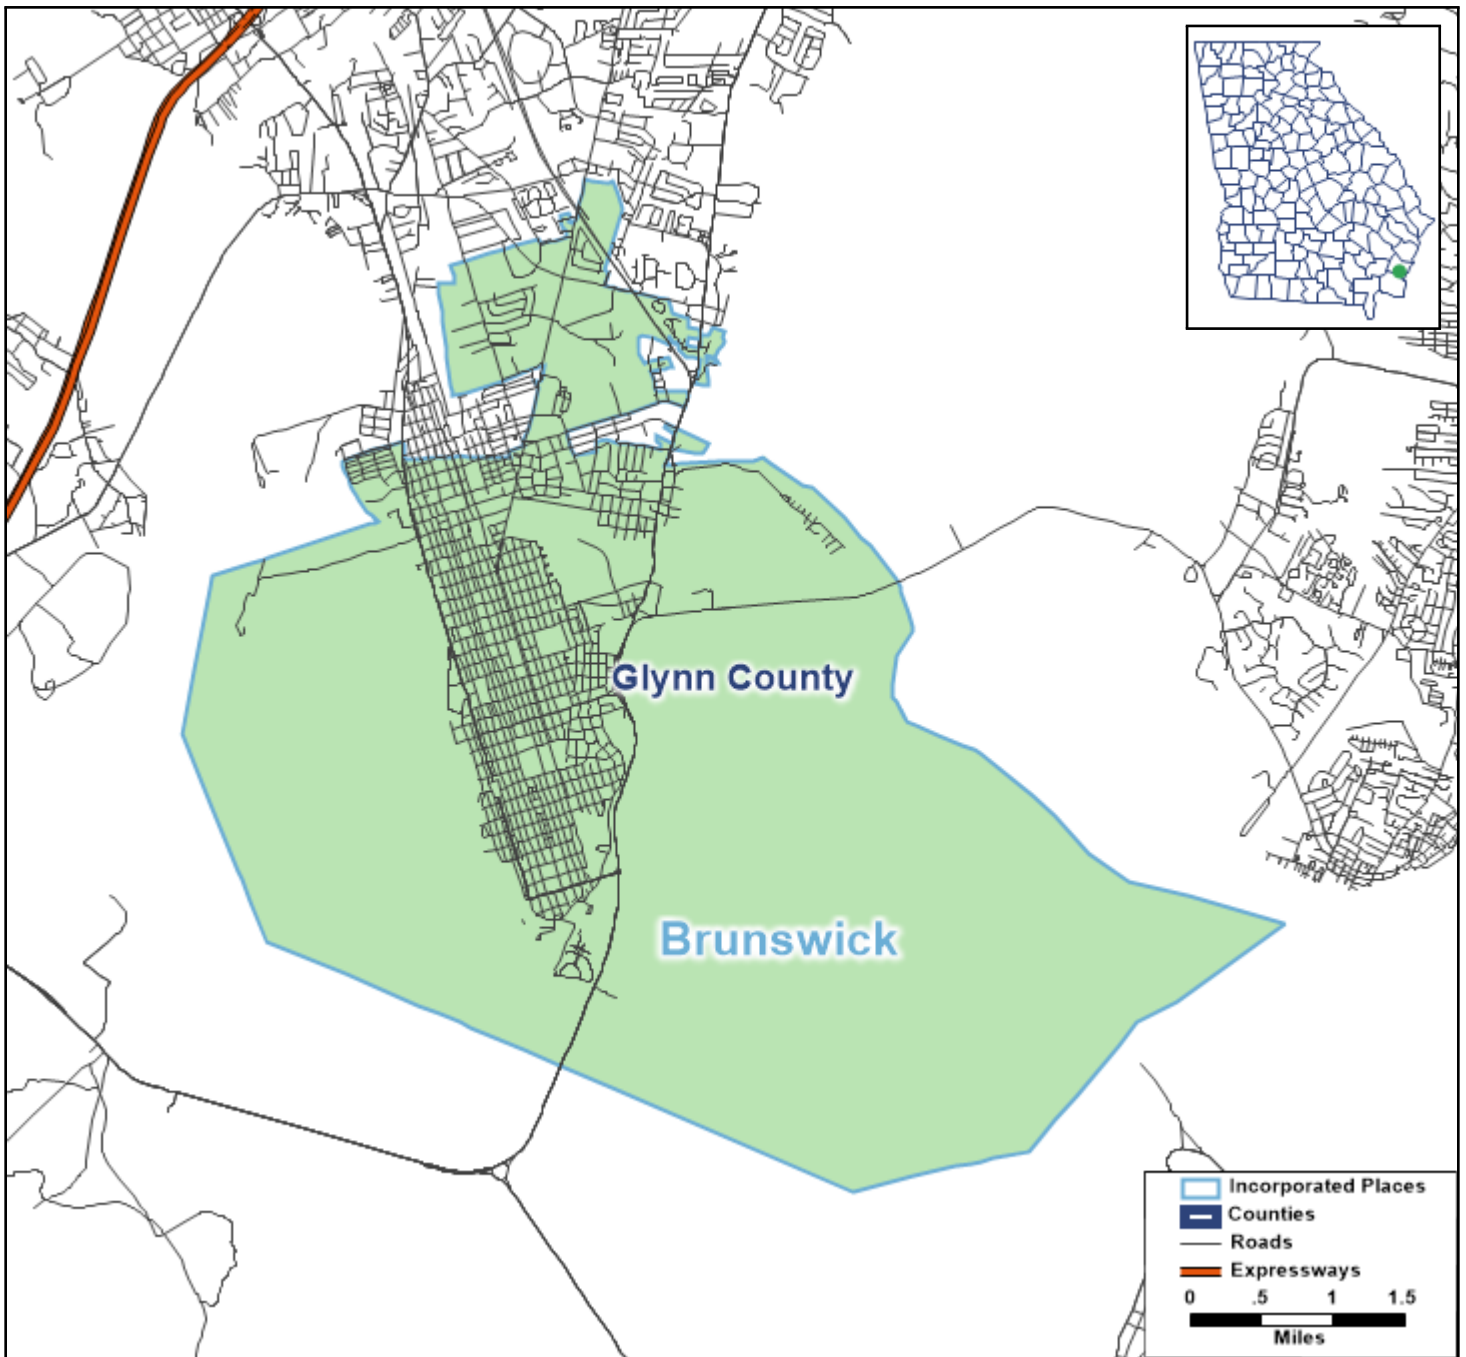 Glynn County
Brunswick
Incorporated Places
Counties
Roads
Expressways
0 .5 1 1.5
Miles